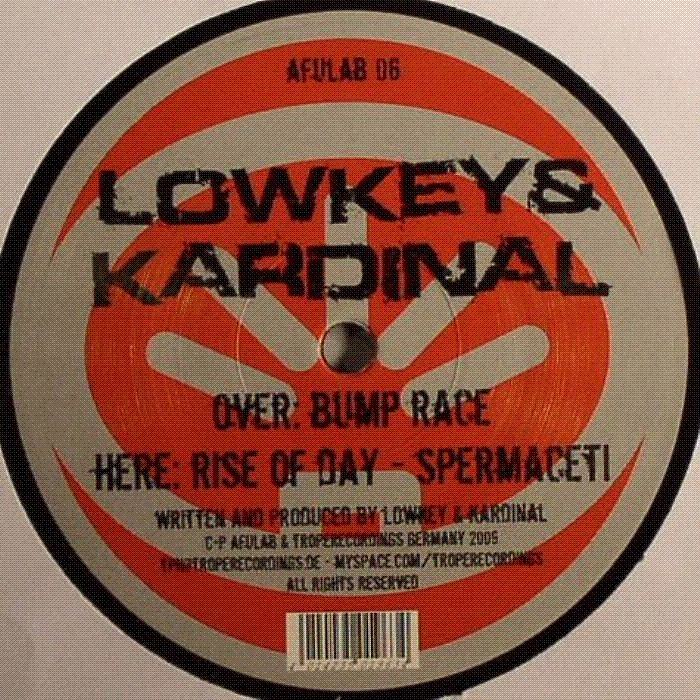 AFULAB 06
LOWKEY&
KARDINAL
OVER: BUMP RACE
HERE: RISE OF DAY - SPERMACETI
WRITTEN AND PRODUCED BY LOWKEY & KARDINAL
C+P AFULAB & TROPERECORDINGS GERMANY 2006
MYSPACE.COM/TROPERECORDINGS
ALL RIGHTS RESERVED